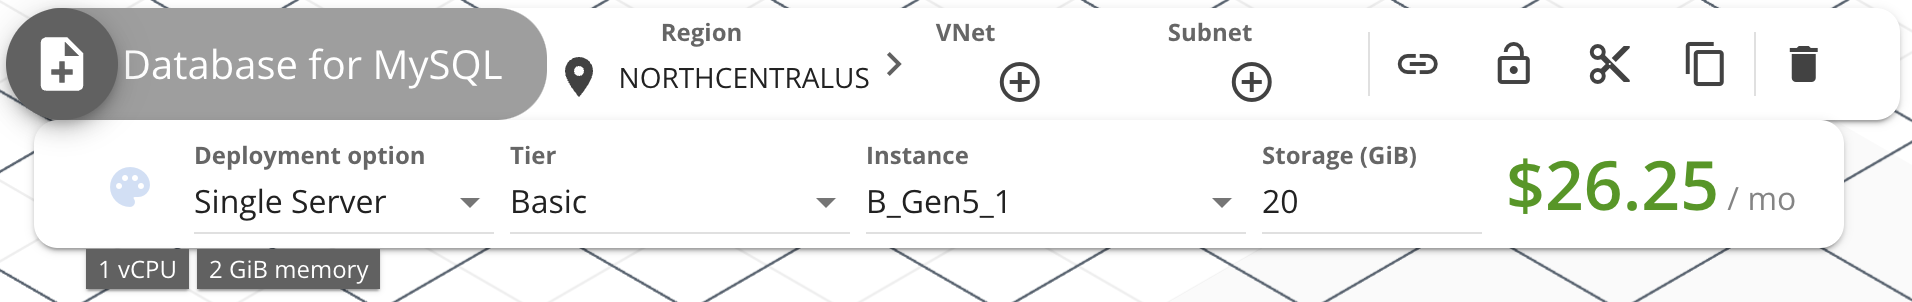 Database for MySQL
Region
NORTHCENTRALUS
VNet
Subnet
Deployment option
Single Server
Tier
Basic
Instance
B_Gen5_1
Storage (GiB)
20
$26.25 / mo
1 vCPU
2 GiB memory